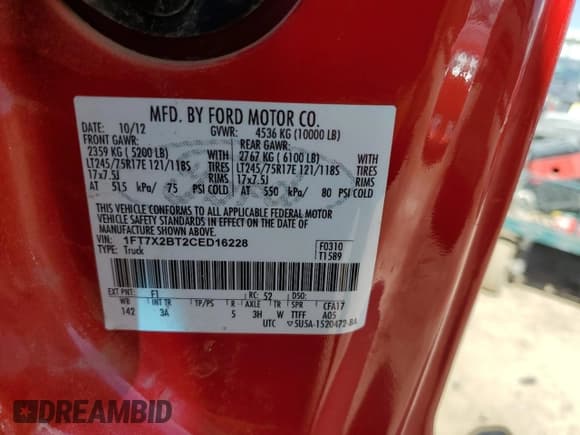 MFD. BY FORD MOTOR CO.
DATE: 10/12 GVWR: 4536 KG (10000 LB)
FRONT GAWR: REAR GAWR:
2359 KG ( 5200 LB) WITH 2767 KG ( 6100 LB) WITH
LT245/75R17E 121/118S TIRES LT245/75R17E 121/118S TIRES
17x7.5J RIMS 17x7.5J RIMS
AT 515 kPa/ 75 PSI COLD AT 550 kPa/ 80 PSI COLD
THIS VEHICLE CONFORMS TO ALL APPLICABLE FEDERAL MOTOR
VEHICLE SAFETY STANDARDS IN EFFECT ON THE DATE OF
MANUFACTURE SHOWN ABOVE.
VIN: 1FT7X2BT2CED16228 F0310
TYPE: Truck T1589
EXT PNT: F1 RC: 52 DSO:
WB INT TR TP/PS R AXLE TR SPR CFA17
142 3A 5 3H W TTFF A05
UTC ▽5U5A-1520472-BA
DREAMBID